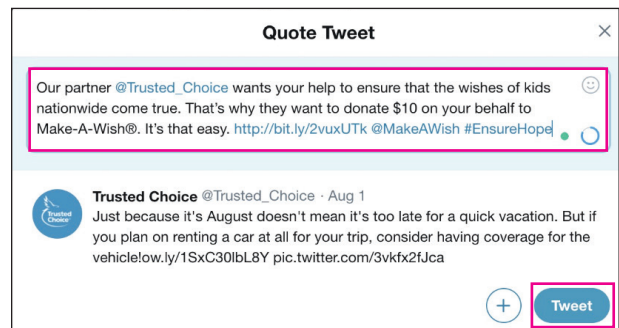 Quote Tweet
Our partner @Trusted_Choice wants your help to ensure that the wishes of kids
nationwide come true. That’s why they want to donate $10 on your behalf to
Make-A-Wish®. It’s that easy. http://bit.ly/2vuxUTk @MakeAWish #EnsureHope
Trusted Choice @Trusted_Choice · Aug 1
Trusted
Choice
Just because it's August doesn't mean it's too late for a quick vacation. But if
you plan on renting a car at all for your trip, consider having coverage for the
vehicle!ow.ly/1SxC30lbL8Y pic.twitter.com/3vkfx2fJca
Tweet